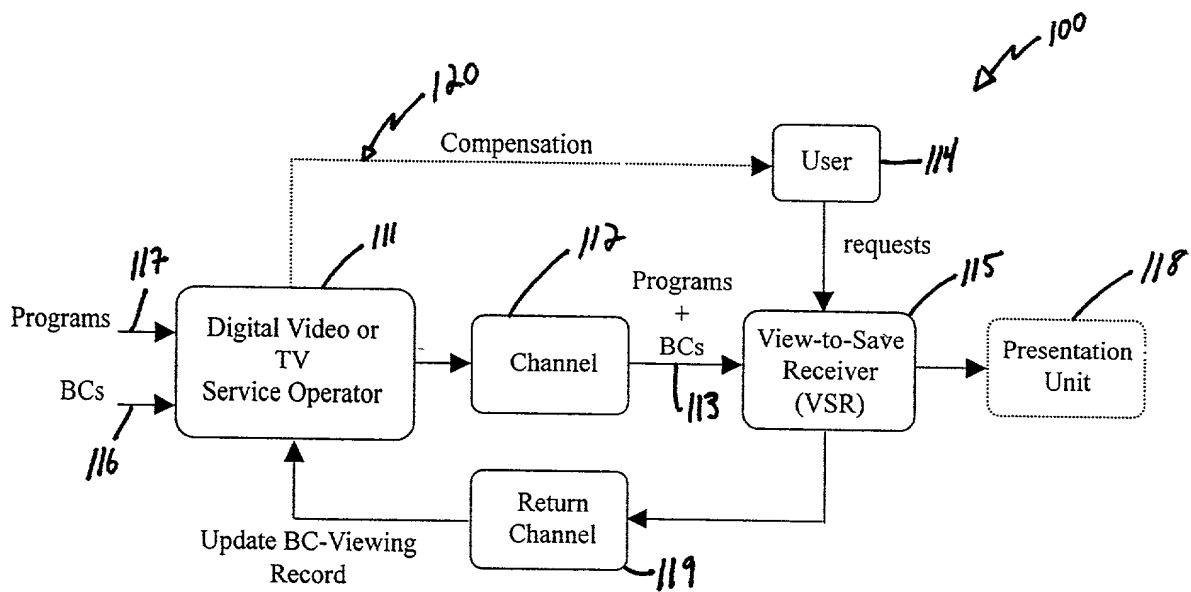 100
120
Compensation
User
114
requests
117
111
112
Programs
+
BCs
115
118
Programs
Digital Video or
TV
Service Operator
Channel
113
View-to-Save
Receiver
(VSR)
Presentation
Unit
BCs
116
Return
Channel
Update BC-Viewing
Record
119